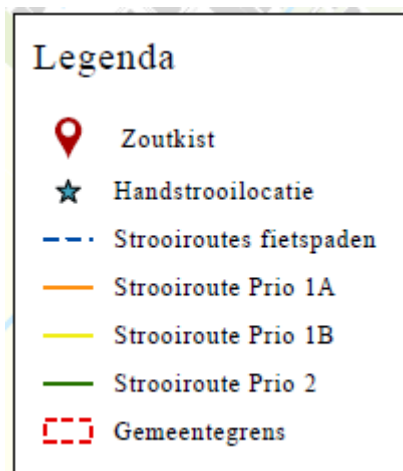 Legenda
Zoutkist
Handstrooilocatie
Strooiroutes fietspaden
Strooiroute Prio 1A
Strooiroute Prio 1B
Strooiroute Prio 2
Gemeentegrens